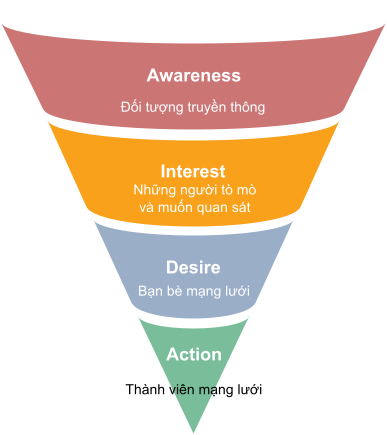 Awareness
Đối tượng truyền thông
Interest
Những người tò mò
và muốn quan sát
Desire
Bạn bè mạng lưới
Action
Thành viên mạng lưới